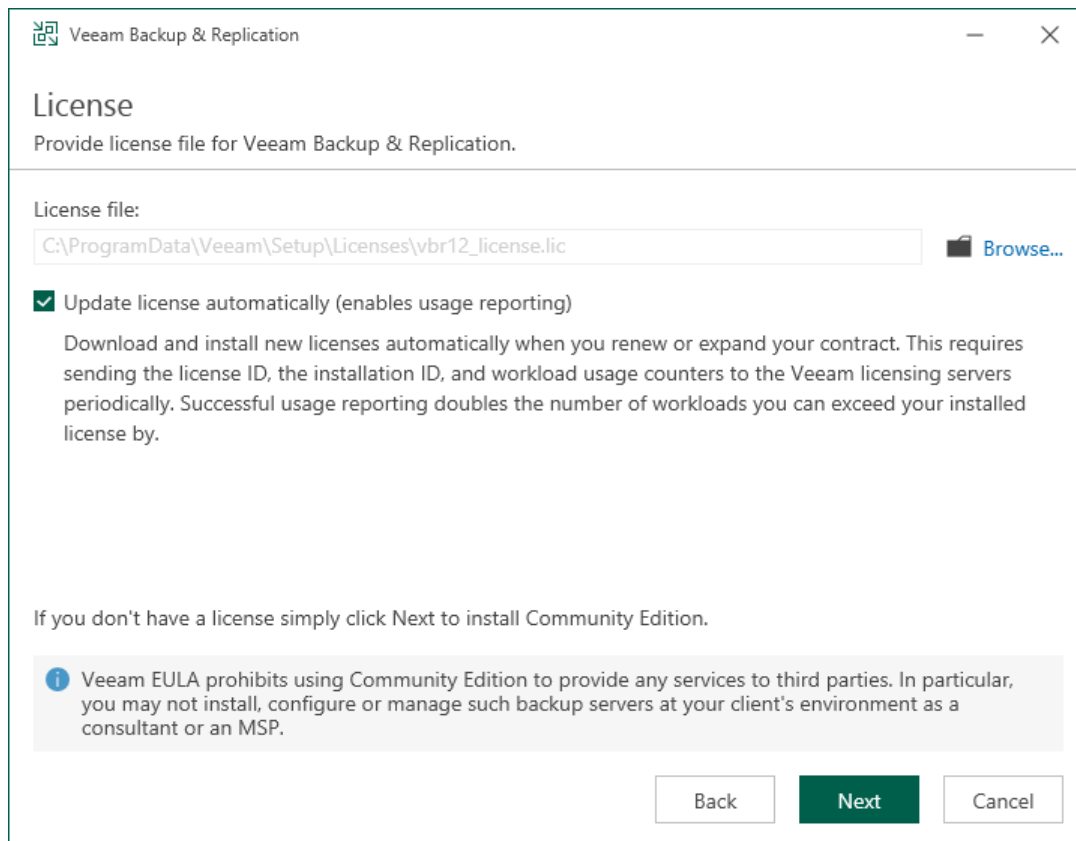 Veeam Backup & Replication
License
Provide license file for Veeam Backup & Replication.
License file:
C:\ProgramData\Veeam\Setup\Licenses\vbr12_license.lic
Browse...
Update license automatically (enables usage reporting)
Download and install new licenses automatically when you renew or expand your contract. This requires
sending the license ID, the installation ID, and workload usage counters to the Veeam licensing servers
periodically. Successful usage reporting doubles the number of workloads you can exceed your installed
license by.
If you don't have a license simply click Next to install Community Edition.
Veeam EULA prohibits using Community Edition to provide any services to third parties. In particular,
you may not install, configure or manage such backup servers at your client's environment as a
consultant or an MSP.
Back
Next
Cancel